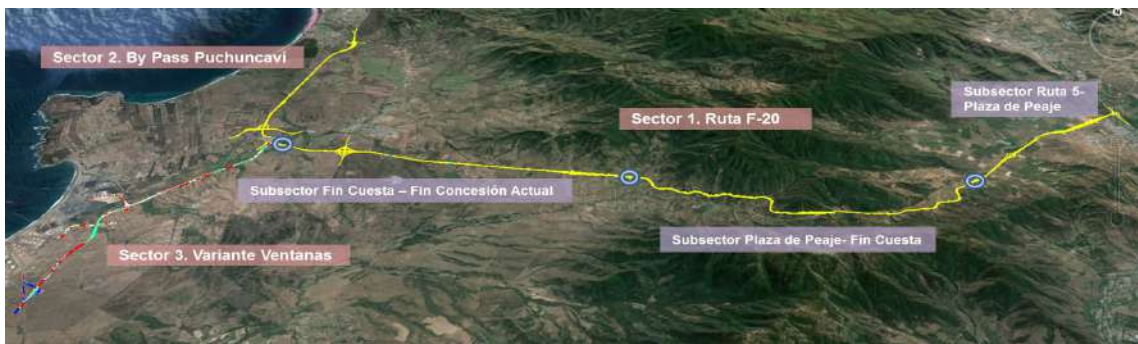 Sector 2. By Pass Puchuncaví
Subsector Ruta 5-
Plaza de Peaje
Sector 1. Ruta F-20
Subsector Fin Cuesta – Fin Concesión Actual
Subsector Plaza de Peaje- Fin Cuesta
Sector 3. Variante Ventanas